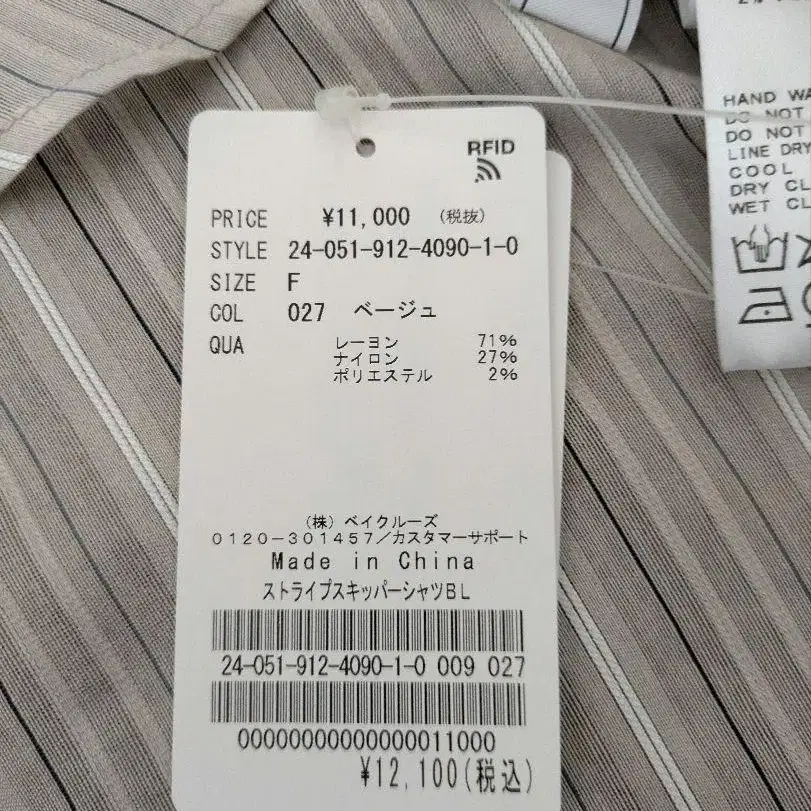 RFID
PRICE ¥11,000 (税抜)
STYLE 24-051-912-4090-1-0
SIZE F
COL 027 ベージュ
QUA レーヨン 71%
ナイロン 27%
ポリエステル 2%
(株) ベイクルーズ
0120-301457/カスタマーサポート
Made in China
ストライプスキッパーシャツBL
24-051-912-4090-1-0 009 027
00000000000000011000
¥12,100(税込)
HAND
DO NOT
DO NOT
LINE DRY
COOL
DRY
WET